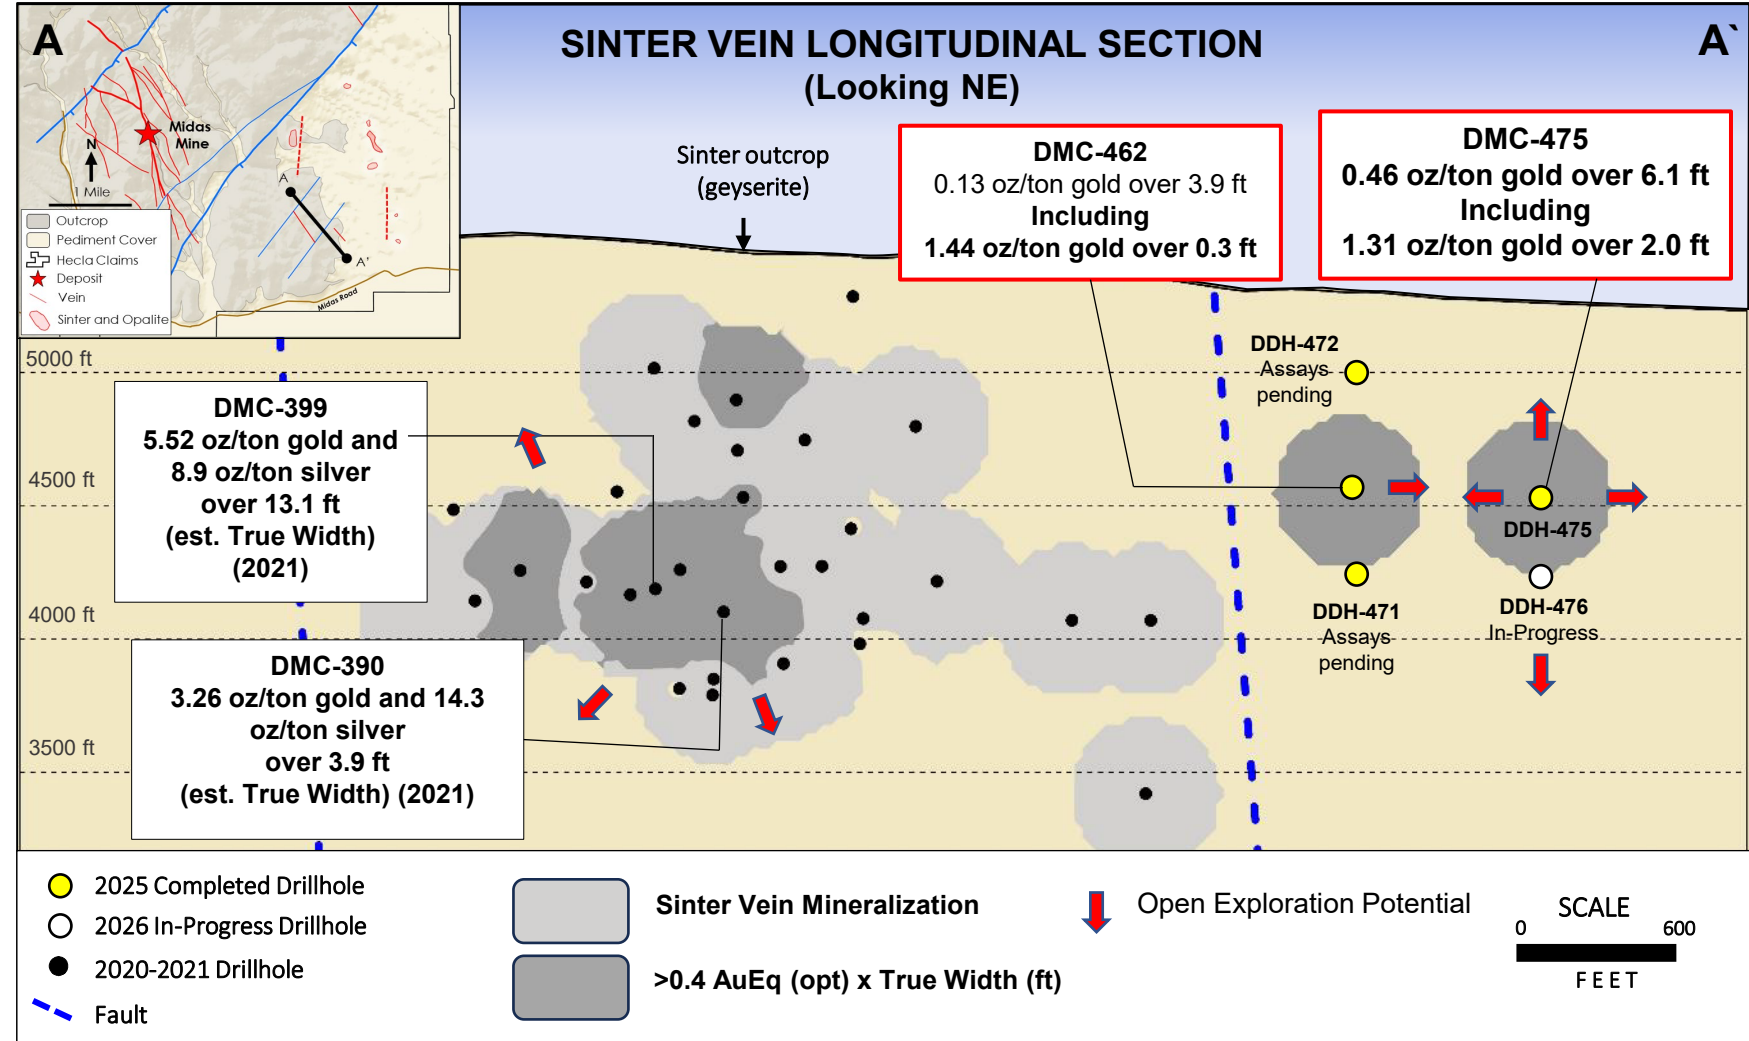 A
SINTER VEIN LONGITUDINAL SECTION
(Looking NE)
A`
Midas
Mine
N
1 Mile
A
A'
Midas Road
Outcrop
Pediment Cover
Hecla Claims
Deposit
Vein
Sinter and Opalite
Sinter outcrop
(geyserite)
DMC-462
0.13 oz/ton gold over 3.9 ft
Including
1.44 oz/ton gold over 0.3 ft
DMC-475
0.46 oz/ton gold over 6.1 ft
Including
1.31 oz/ton gold over 2.0 ft
5000 ft
4500 ft
4000 ft
3500 ft
DMC-399
5.52 oz/ton gold and
8.9 oz/ton silver
over 13.1 ft
(est. True Width)
(2021)
DMC-390
3.26 oz/ton gold and 14.3
oz/ton silver
over 3.9 ft
(est. True Width) (2021)
DDH-472
Assays
pending
DDH-475
DDH-471
Assays
pending
DDH-476
In-Progress
2025 Completed Drillhole
2026 In-Progress Drillhole
2020-2021 Drillhole
Fault
Sinter Vein Mineralization
>0.4 AuEq (opt) x True Width (ft)
Open Exploration Potential
SCALE
0 600
FEET